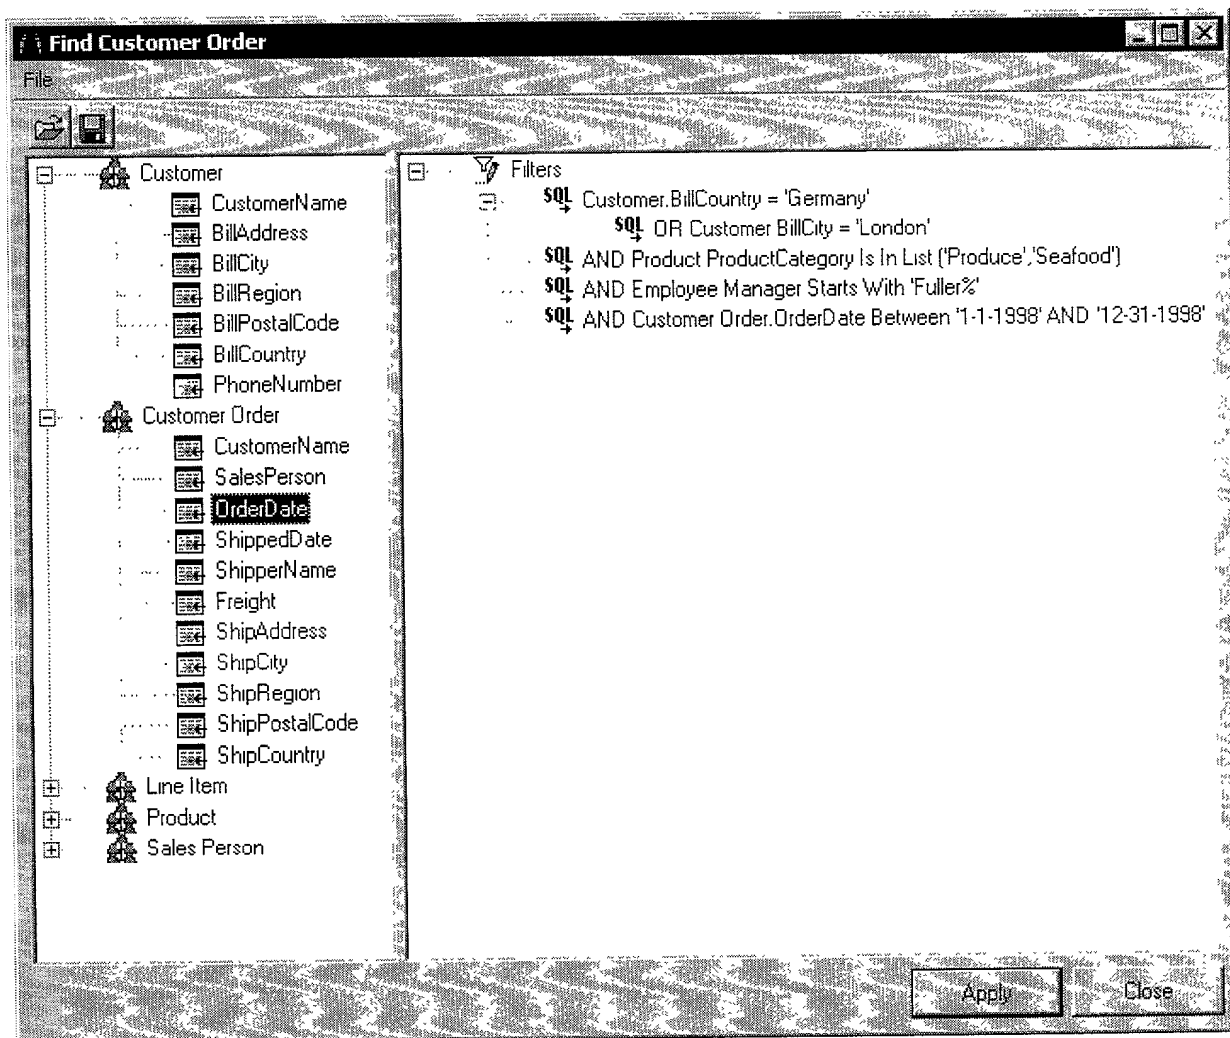 Find Customer Order
File
Customer
CustomerName
BillAddress
BillCity
BillRegion
BillPostalCode
BillCountry
PhoneNumber
Customer Order
CustomerName
SalesPerson
OrderDate
ShippedDate
ShipperName
Freight
ShipAddress
ShipCity
ShipRegion
ShipPostalCode
ShipCountry
Line Item
Product
Sales Person
Filters
SQL Customer.BillCountry = 'Germany'
SQL OR Customer BillCity = 'London'
SQL AND Product ProductCategory Is In List ('Produce','Seafood')
SQL AND Employee Manager Starts With 'Fuller%'
SQL AND Customer Order.OrderDate Between '1-1-1998' AND '12-31-1998'
Apply
Close